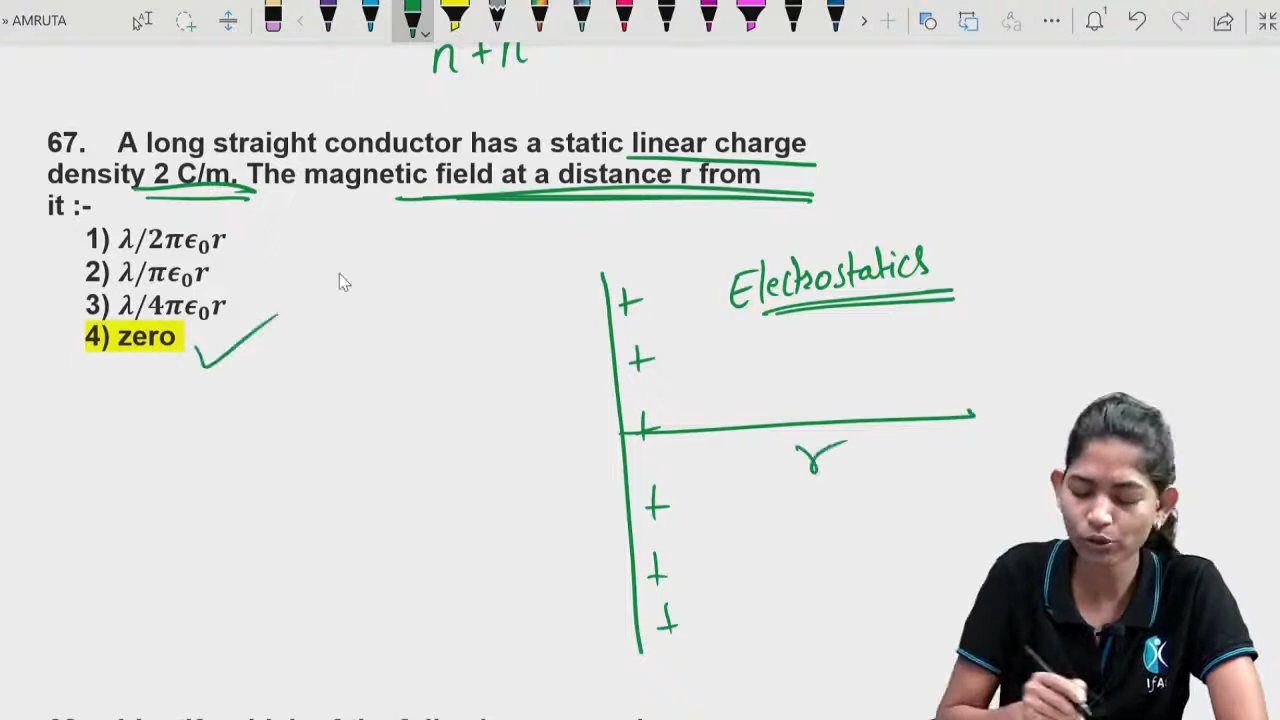 » AMRUTA
n + n
67. A long straight conductor has a static linear charge
density 2 C/m. The magnetic field at a distance r from
it :-
1) λ/2πϵ₀r
2) λ/πϵ₀r
3) λ/4πϵ₀r
4) zero
Electrostatics
+
+
+
r
+
+
+